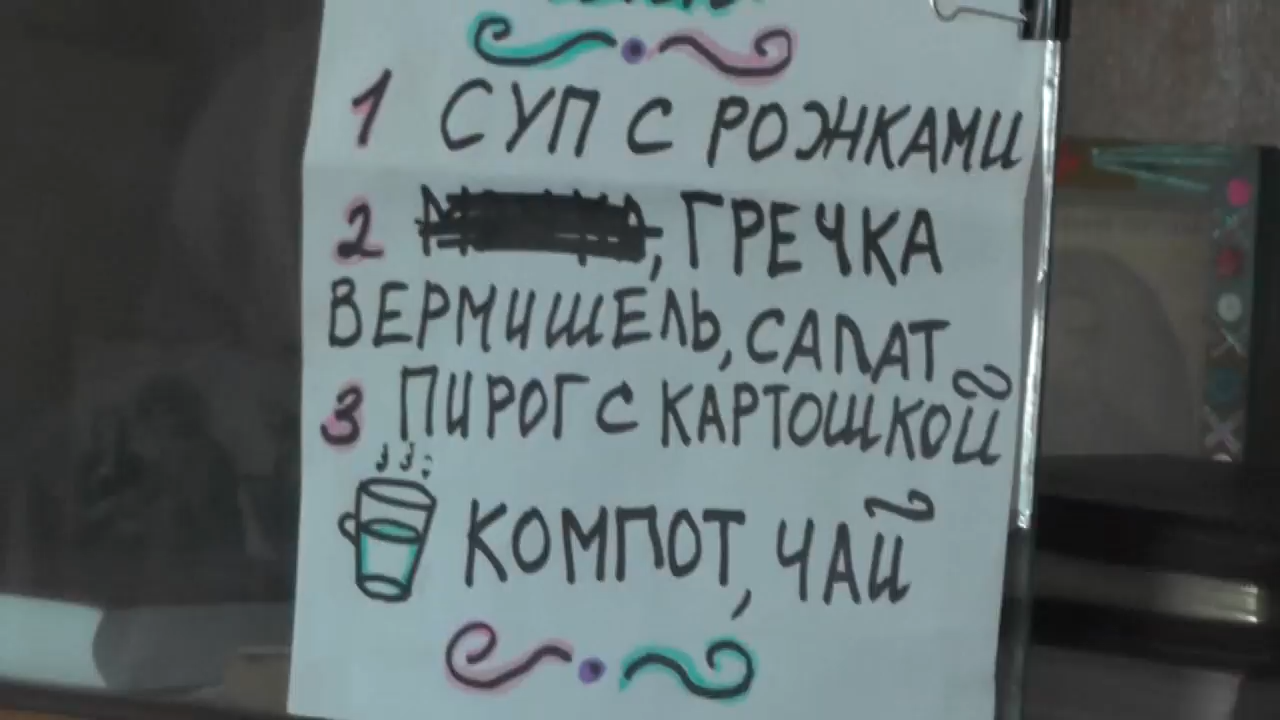 1 СУП С РОЖКАМИ
2 , ГРЕЧКА
ВЕРМИШЕЛЬ, САЛАТ
3 ПИРОГ С КАРТОШКОЙ
КОМПОТ, ЧАЙ